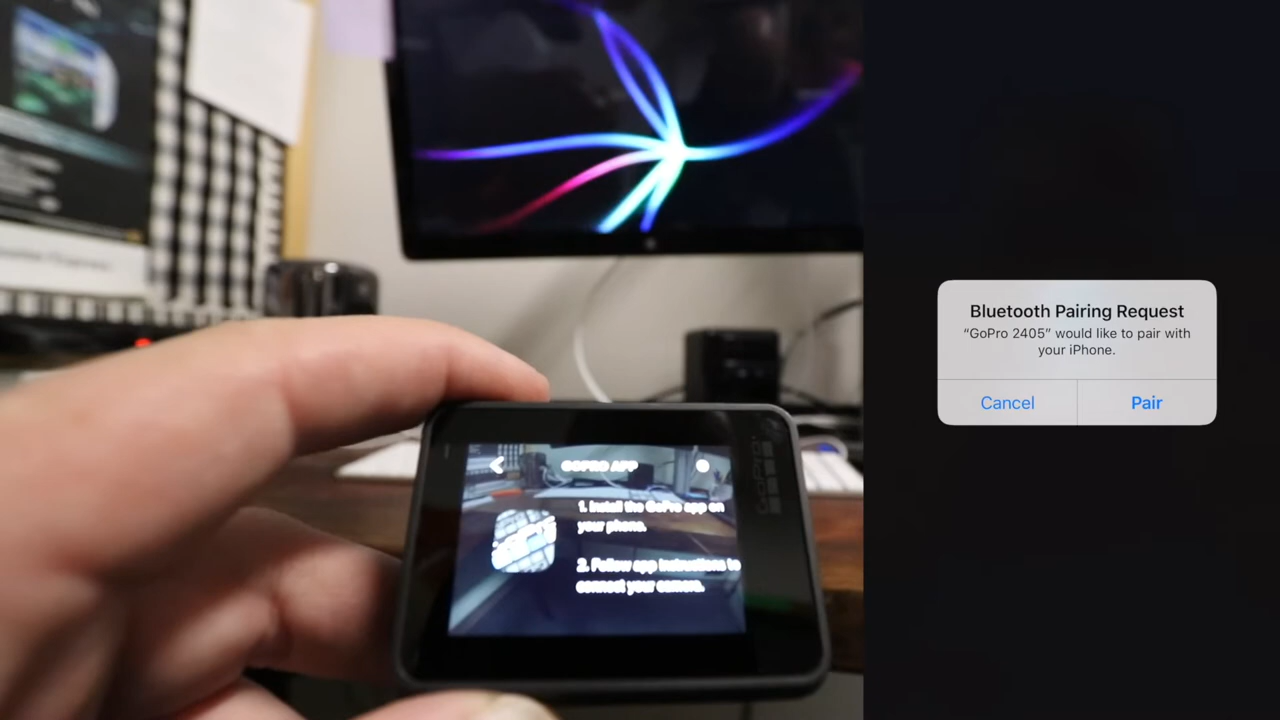 GOPRO APP
1. Install the GoPro app on
your phone.
2. Follow app instructions to
connect your camera.
GoPro
Bluetooth Pairing Request
“GoPro 2405” would like to pair with
your iPhone.
Cancel
Pair